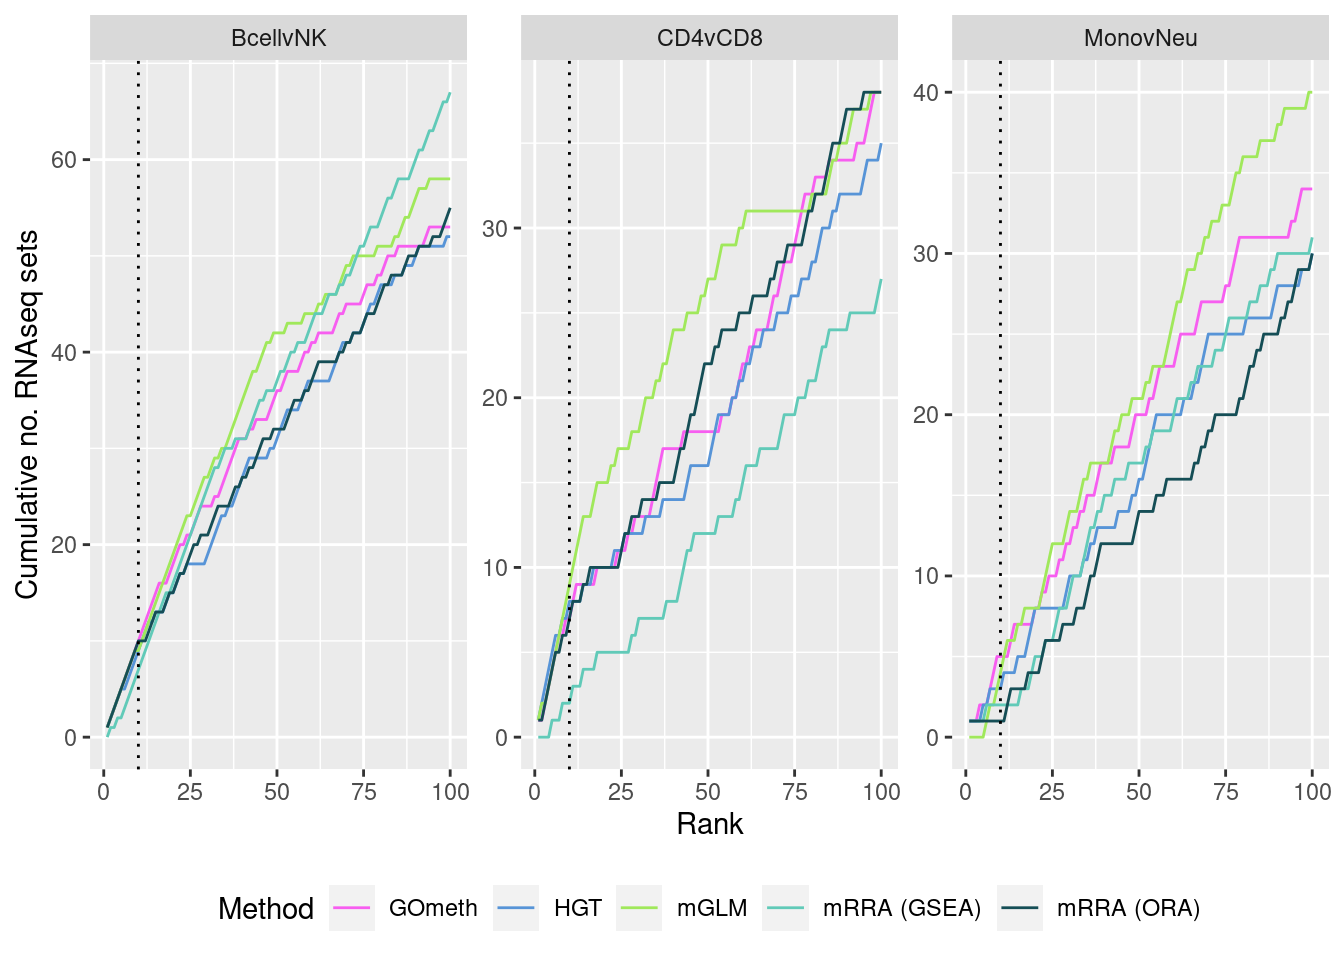 BcellvNK CD4vCD8 MonovNeu
Cumulative no. RNAseq sets
60
40
20
0
30
20
10
0
40
30
20
10
0
0 25 50 75 100 0 25 50 75 100 0 25 50 75 100
Rank
Method GOmeth HGT mGLM mRRA (GSEA) mRRA (ORA)